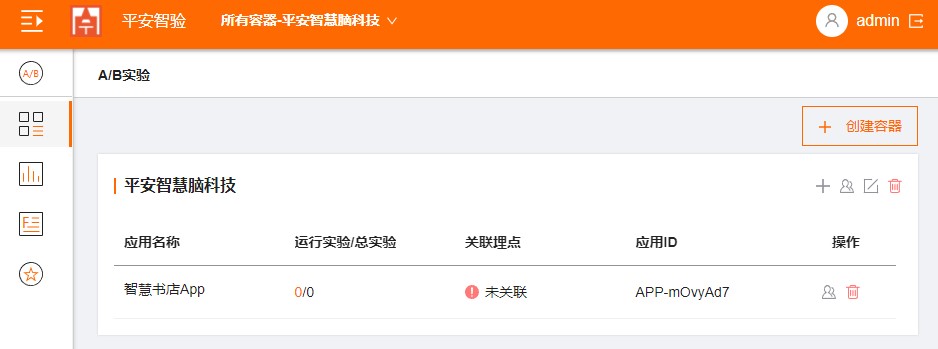 平安智验 所有容器-平安智慧脑科技 admin
A/B
A/B实验
创建容器
平安智慧脑科技
应用名称 运行实验/总实验 关联埋点 应用ID 操作
智慧书店App 0/0 未关联 APP-mOvyAd7